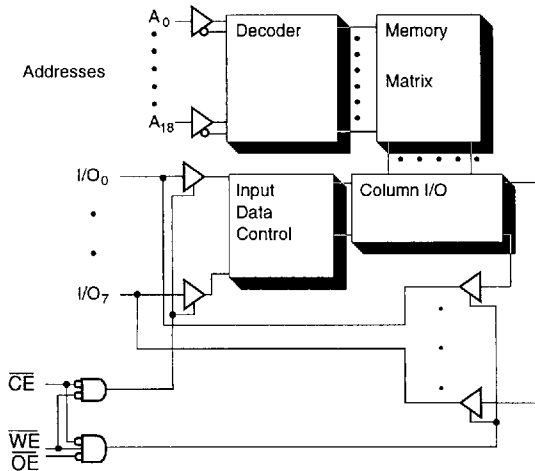 A0
Decoder
Memory
Matrix
Addresses
A18
I/O0
Input
Data
Control
Column I/O
I/O7
CE
WE
OE